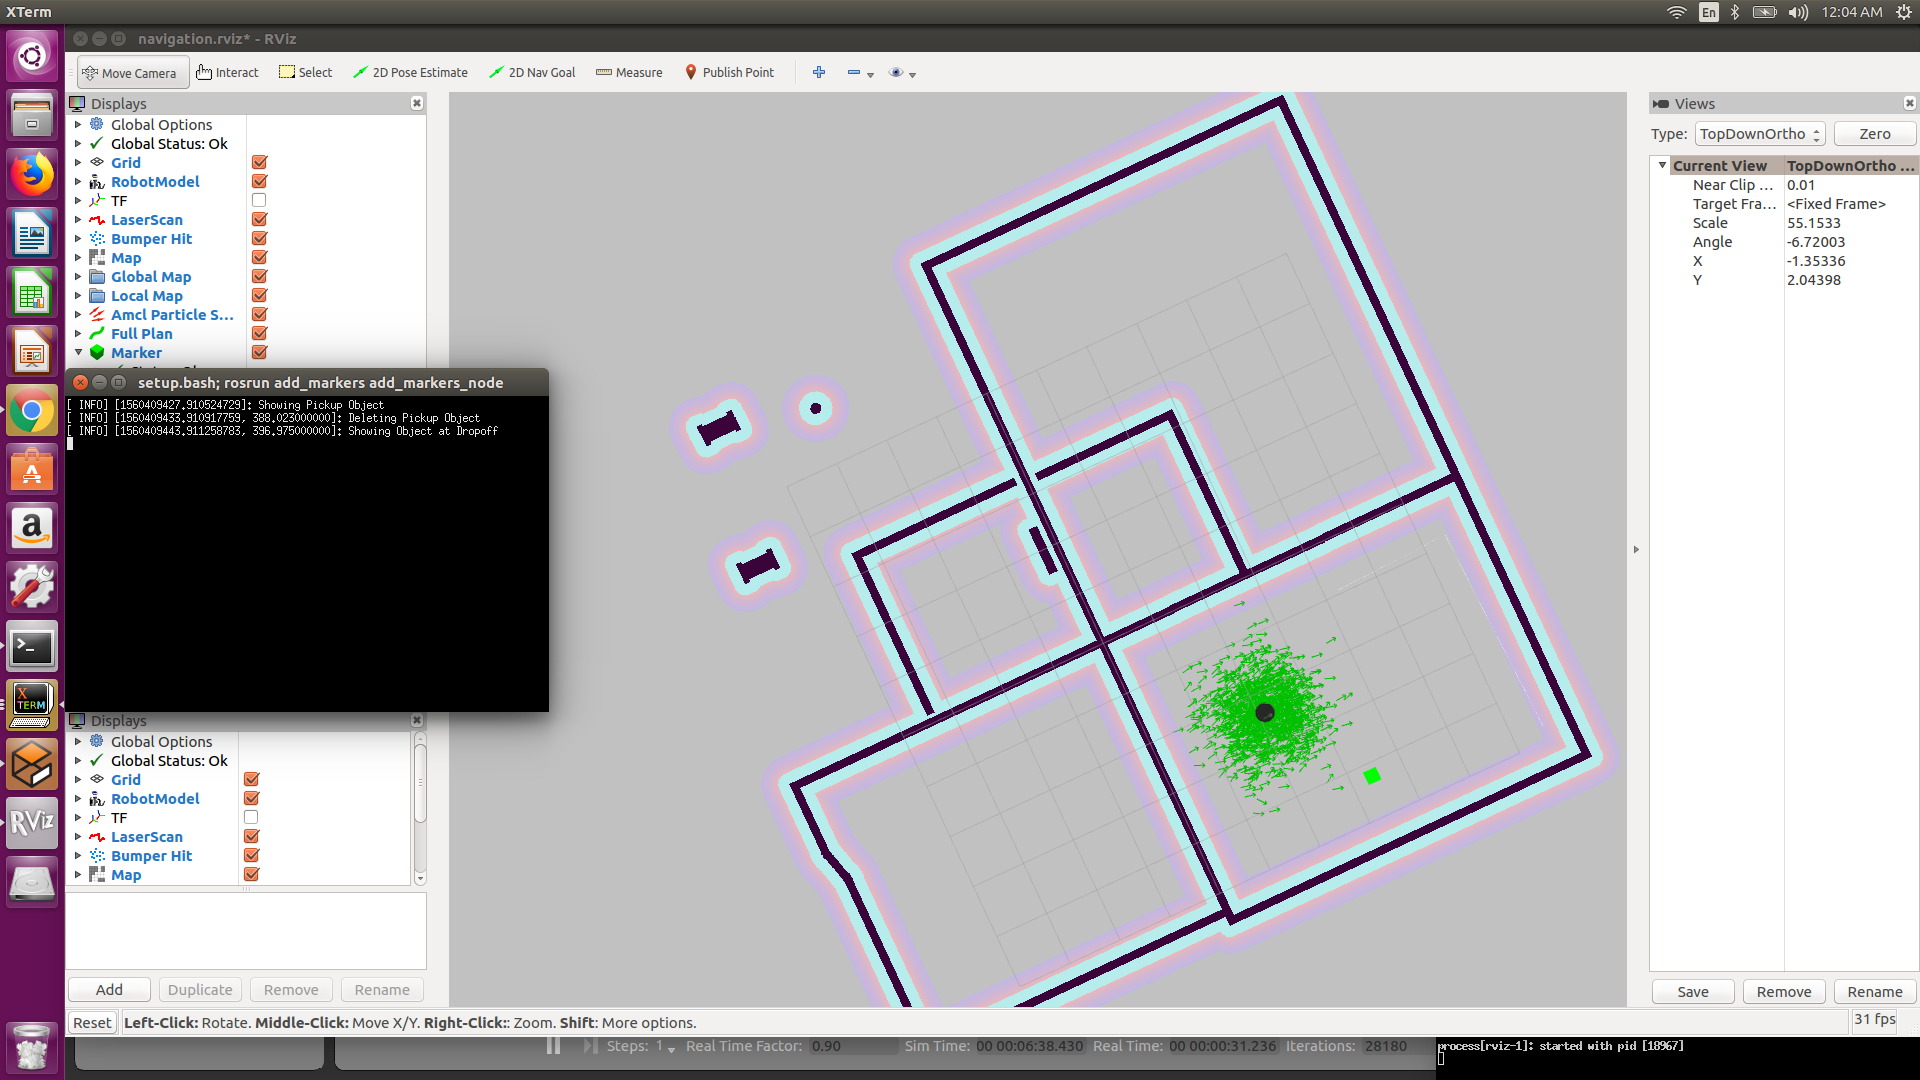 XTerm
En
12:04 AM
navigation.rviz* - RViz
Move Camera Interact Select 2D Pose Estimate 2D Nav Goal Measure Publish Point
Displays
Global Options
Global Status: Ok
Grid
RobotModel
TF
LaserScan
Bumper Hit
Map
Global Map
Local Map
Amcl Particle S...
Full Plan
Marker
setup.bash; rosrun add_markers add_markers_node
[ INFO] [1560409427.910524729]: Showing Pickup Object
[ INFO] [1560409433.910917759, 388.023000000]: Deleting Pickup Object
[ INFO] [1560409443.911258783, 396.975000000]: Showing Object at Dropoff
Displays
Global Options
Global Status: Ok
Grid
RobotModel
TF
LaserScan
Bumper Hit
Map
Add Duplicate Remove Rename
Reset Left-Click: Rotate. Middle-Click: Move X/Y. Right-Click:: Zoom. Shift: More options.
31 fps
Views
Type: TopDownOrtho Zero
Current View TopDownOrtho ...
Near Clip ... 0.01
Target Fra... <Fixed Frame>
Scale 55.1533
Angle -6.72003
X -1.35336
Y 2.04398
Save Remove Rename
Steps: 1 Real Time Factor: 0.90 Sim Time: 00 00:06:38.430 Real Time: 00 00:00:31.236 Iterations: 28180
process[rviz-1]: started with pid [18967]
X
TERM
RViz
a
A
>_